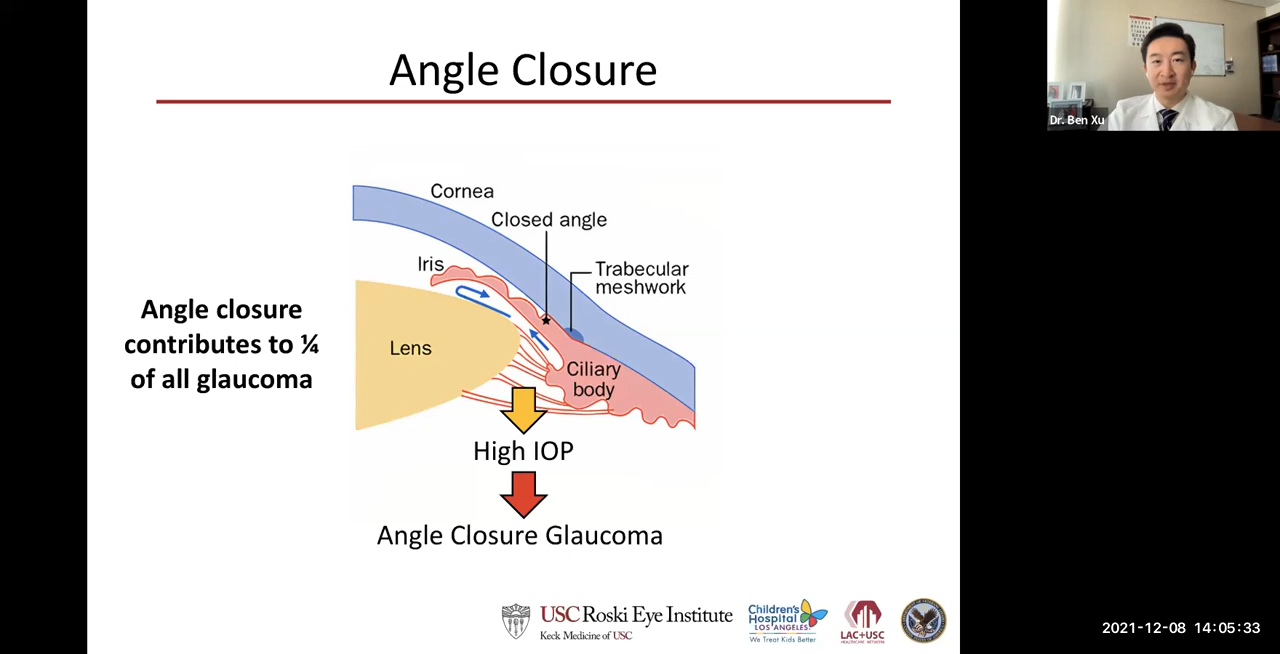 Angle Closure
Dr. Ben Xu
Cornea
Closed angle
Iris
Trabecular
meshwork
Angle closure
contributes to ¼
of all glaucoma
Lens
Ciliary
body
High IOP
Angle Closure Glaucoma
USC Roski Eye Institute
Keck Medicine of USC
Children's
Hospital
LOS ANGELES
We Treat Kids Better
LAC+USC
HEALTHCARE NETWORK
2021-12-08 14:05:33